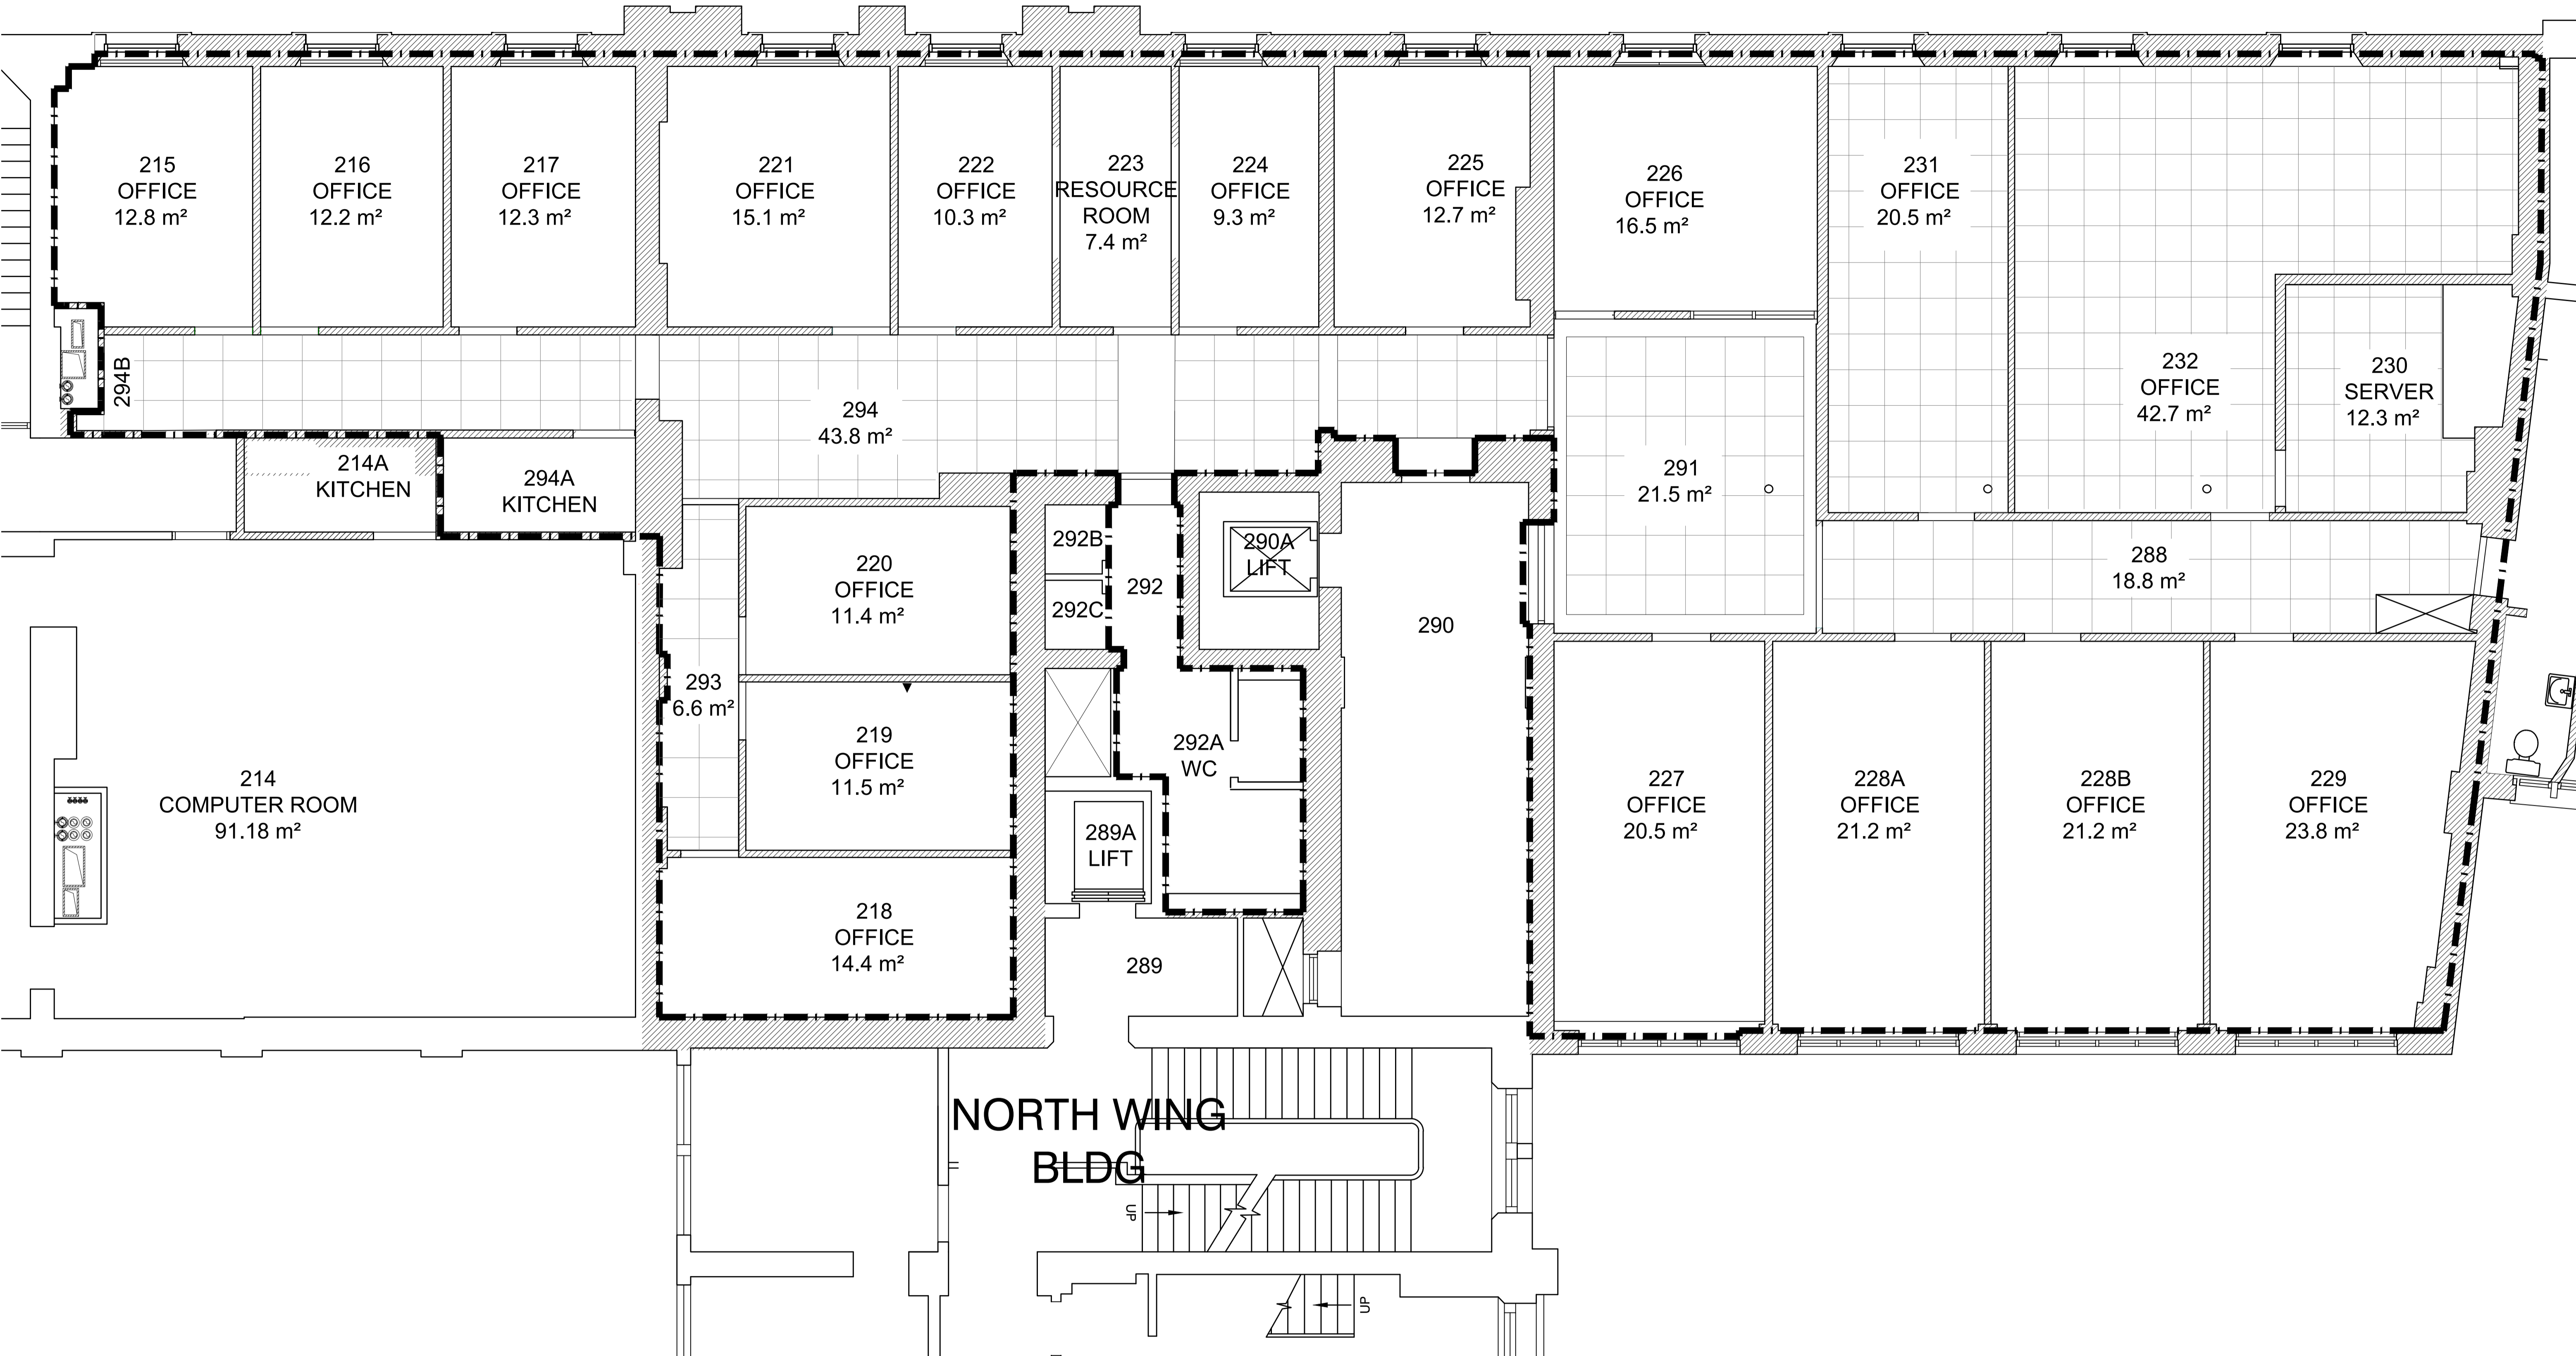 215
OFFICE
12.8 m²
216
OFFICE
12.2 m²
217
OFFICE
12.3 m²
221
OFFICE
15.1 m²
222
OFFICE
10.3 m²
223
RESOURCE
ROOM
7.4 m²
224
OFFICE
9.3 m²
225
OFFICE
12.7 m²
226
OFFICE
16.5 m²
231
OFFICE
20.5 m²
232
OFFICE
42.7 m²
230
SERVER
12.3 m²
294B
294
43.8 m²
214A
KITCHEN
294A
KITCHEN
291
21.5 m²
288
18.8 m²
220
OFFICE
11.4 m²
292B
292C
292
290A
LIFT
290
293
6.6 m²
219
OFFICE
11.5 m²
292A
WC
214
COMPUTER ROOM
91.18 m²
289A
LIFT
227
OFFICE
20.5 m²
228A
OFFICE
21.2 m²
228B
OFFICE
21.2 m²
229
OFFICE
23.8 m²
218
OFFICE
14.4 m²
289
NORTH WING
BLDG
UP
UP